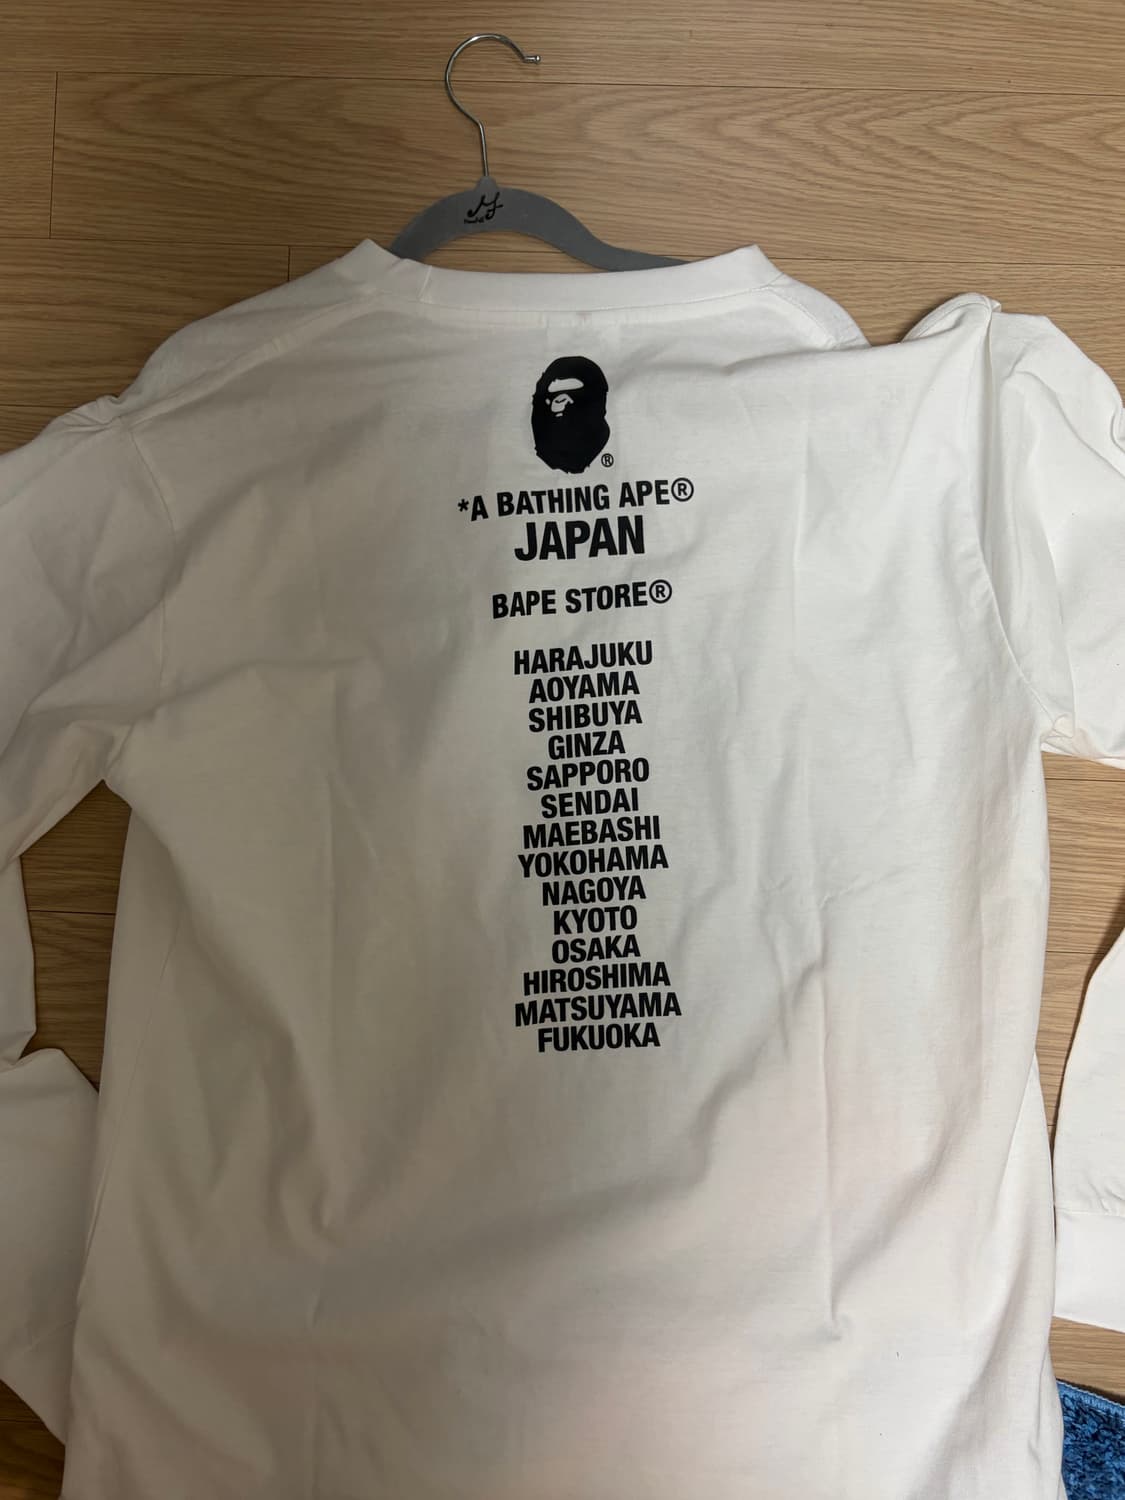 ®
*A BATHING APE®
JAPAN
BAPE STORE®
HARAJUKU
AOYAMA
SHIBUYA
GINZA
SAPPORO
SENDAI
MAEBASHI
YOKOHAMA
NAGOYA
KYOTO
OSAKA
HIROSHIMA
MATSUYAMA
FUKUOKA